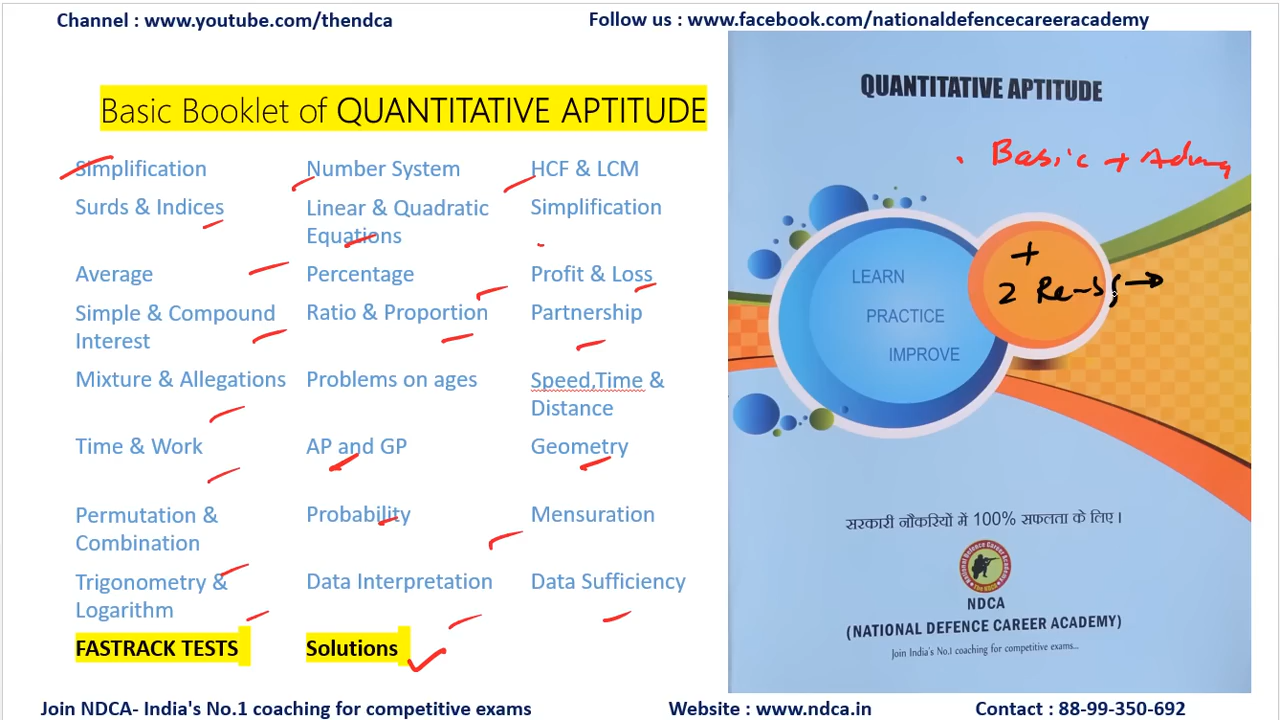 Channel : www.youtube.com/thendca
Follow us : www.facebook.com/nationaldefencecareeracademy
Basic Booklet of QUANTITATIVE APTITUDE
Simplification
Number System
HCF & LCM
Surds & Indices
Linear & Quadratic
Equations
Simplification
Average
Percentage
Profit & Loss
Simple & Compound
Interest
Ratio & Proportion
Partnership
Mixture & Allegations
Problems on ages
Speed,Time &
Distance
Time & Work
AP and GP
Geometry
Permutation &
Combination
Probability
Mensuration
Trigonometry &
Logarithm
Data Interpretation
Data Sufficiency
FASTRACK TESTS
Solutions
QUANTITATIVE APTITUDE
Basic +
LEARN
PRACTICE
IMPROVE
+
2
सरकारी नौकरियों में 100% सफलता के लिए।
NDCA
(NATIONAL DEFENCE CAREER ACADEMY)
Join India's No.1 coaching for competitive exams...
Join NDCA- India's No.1 coaching for competitive exams
Website : www.ndca.in
Contact : 88-99-350-692